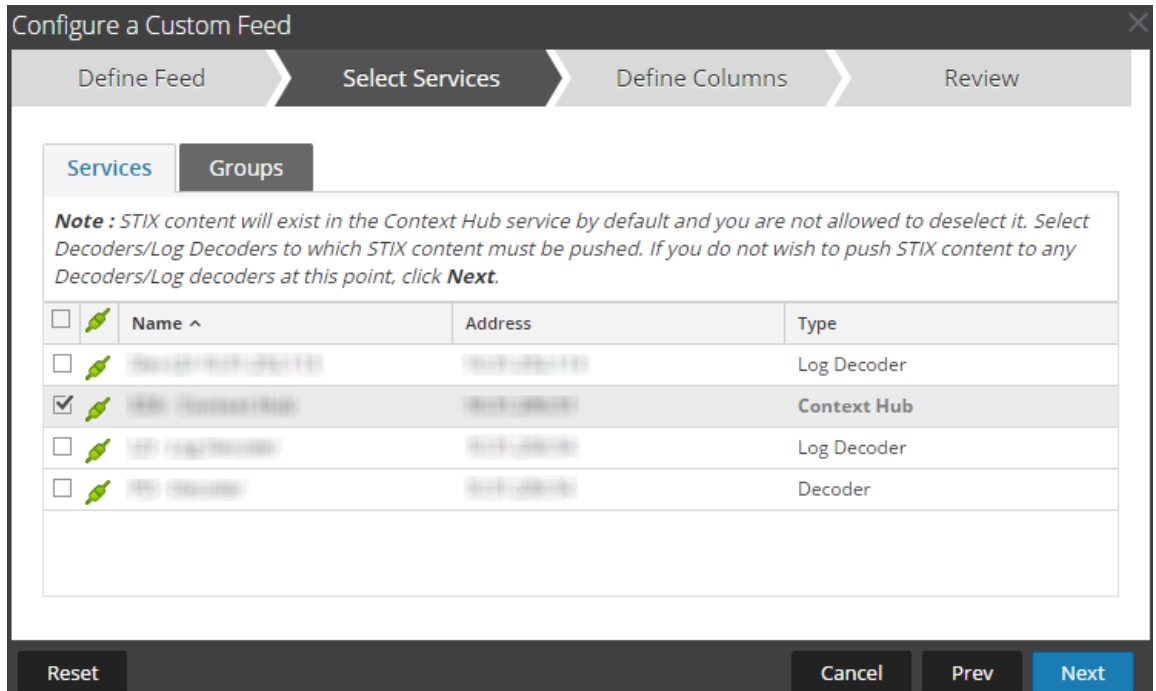 Configure a Custom Feed
Define Feed Select Services Define Columns Review
Services Groups
Note : STIX content will exist in the Context Hub service by default and you are not allowed to deselect it. Select
Decoders/Log Decoders to which STIX content must be pushed. If you do not wish to push STIX content to any
Decoders/Log decoders at this point, click Next.
Name Address Type
Log Decoder
Context Hub
Log Decoder
Decoder
Reset Cancel Prev Next